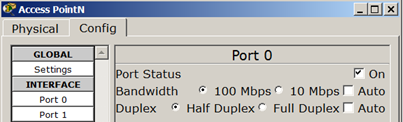 Access PointN
Physical Config
GLOBAL
Settings
INTERFACE
Port 0
Port 1
Port 0
Port Status On
Bandwidth 100 Mbps 10 Mbps Auto
Duplex Half Duplex Full Duplex Auto